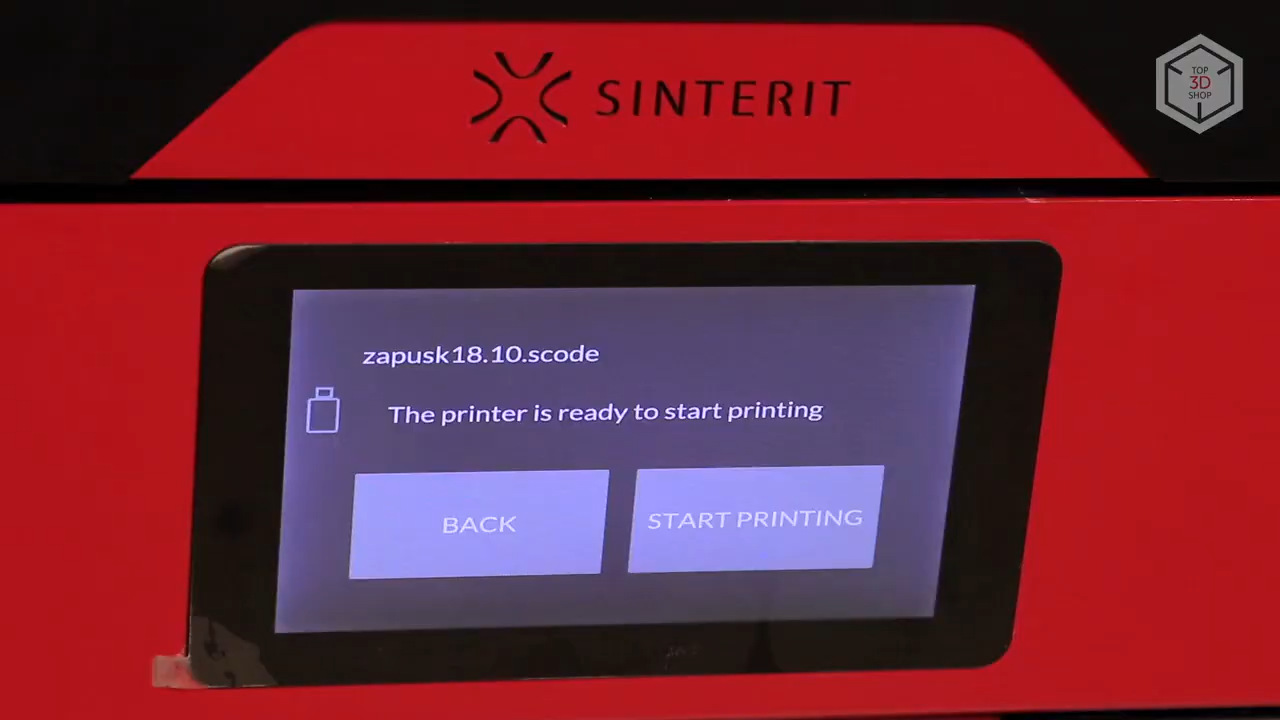 SINTERIT
TOP
3D
SHOP
zapusk18.10.scode
The printer is ready to start printing
BACK
START PRINTING